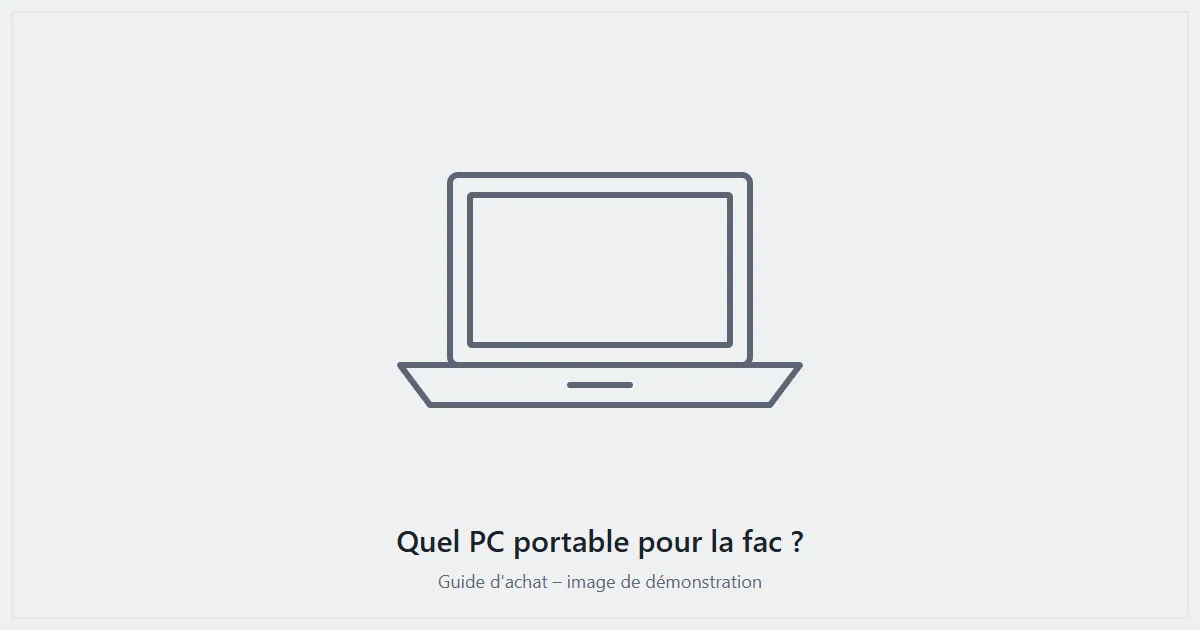 Quel PC portable pour la fac ?
Guide d'achat – image de démonstration